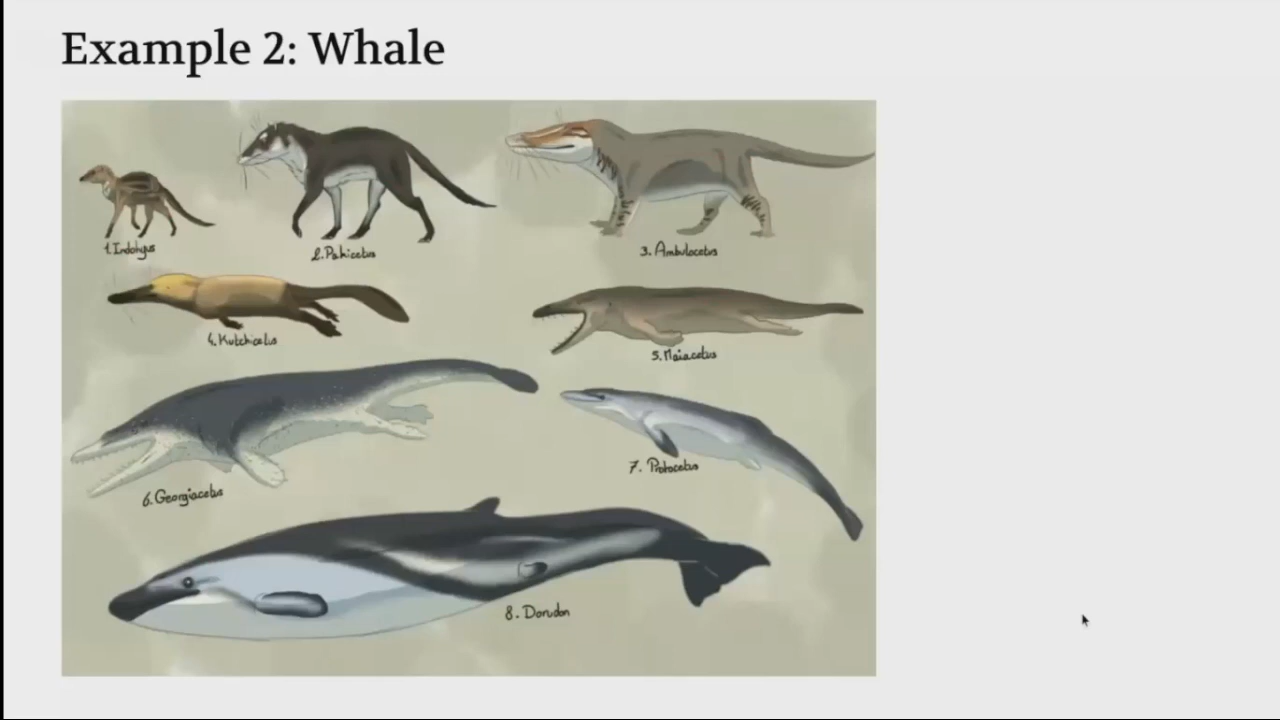 Example 2: Whale
1. Indohyus
2. Pakicetus
3. Ambulocetus
4. Kutchicetus
5. Maiacetus
6. Georgiacetus
7. Protocetus
8. Dorudon